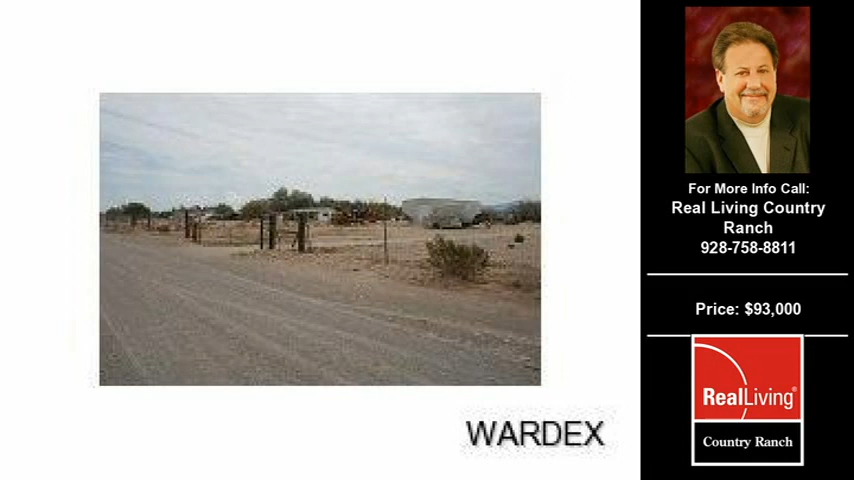 WARDEX
For More Info Call:
Real Living Country
Ranch
928-758-8811
Price: $93,000
RealLiving®
Country Ranch